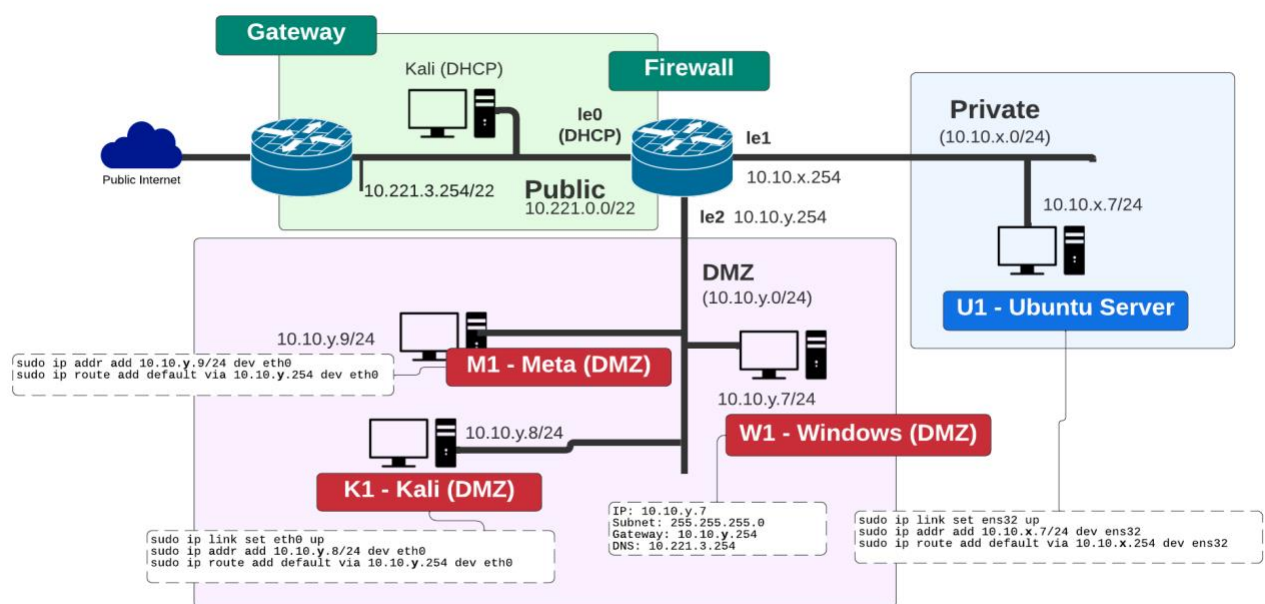 Gateway
Kali (DHCP)
Firewall
le0
(DHCP)
Public Internet
10.221.3.254/22
Public
10.221.0.0/22
le1
10.10.x.254
Private
(10.10.x.0/24)
10.10.x.7/24
U1 - Ubuntu Server
le2 10.10.y.254
DMZ
(10.10.y.0/24)
10.10.y.9/24
M1 - Meta (DMZ)
sudo ip addr add 10.10.y.9/24 dev eth0
sudo ip route add default via 10.10.y.254 dev eth0
10.10.y.7/24
W1 - Windows (DMZ)
10.10.y.8/24
K1 - Kali (DMZ)
sudo ip link set eth0 up
sudo ip addr add 10.10.y.8/24 dev eth0
sudo ip route add default via 10.10.y.254 dev eth0
IP: 10.10.y.7
Subnet: 255.255.255.0
Gateway: 10.10.y.254
DNS: 10.221.3.254
sudo ip link set ens32 up
sudo ip addr add 10.10.x.7/24 dev ens32
sudo ip route add default via 10.10.x.254 dev ens32